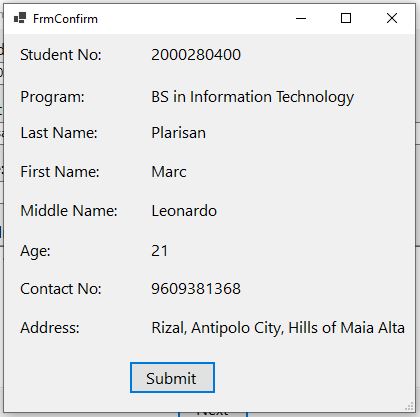 FrmConfirm
Student No: 2000280400
Program: BS in Information Technology
Last Name: Plarisan
First Name: Marc
Middle Name: Leonardo
Age: 21
Contact No: 9609381368
Address: Rizal, Antipolo City, Hills of Maia Alta
Submit